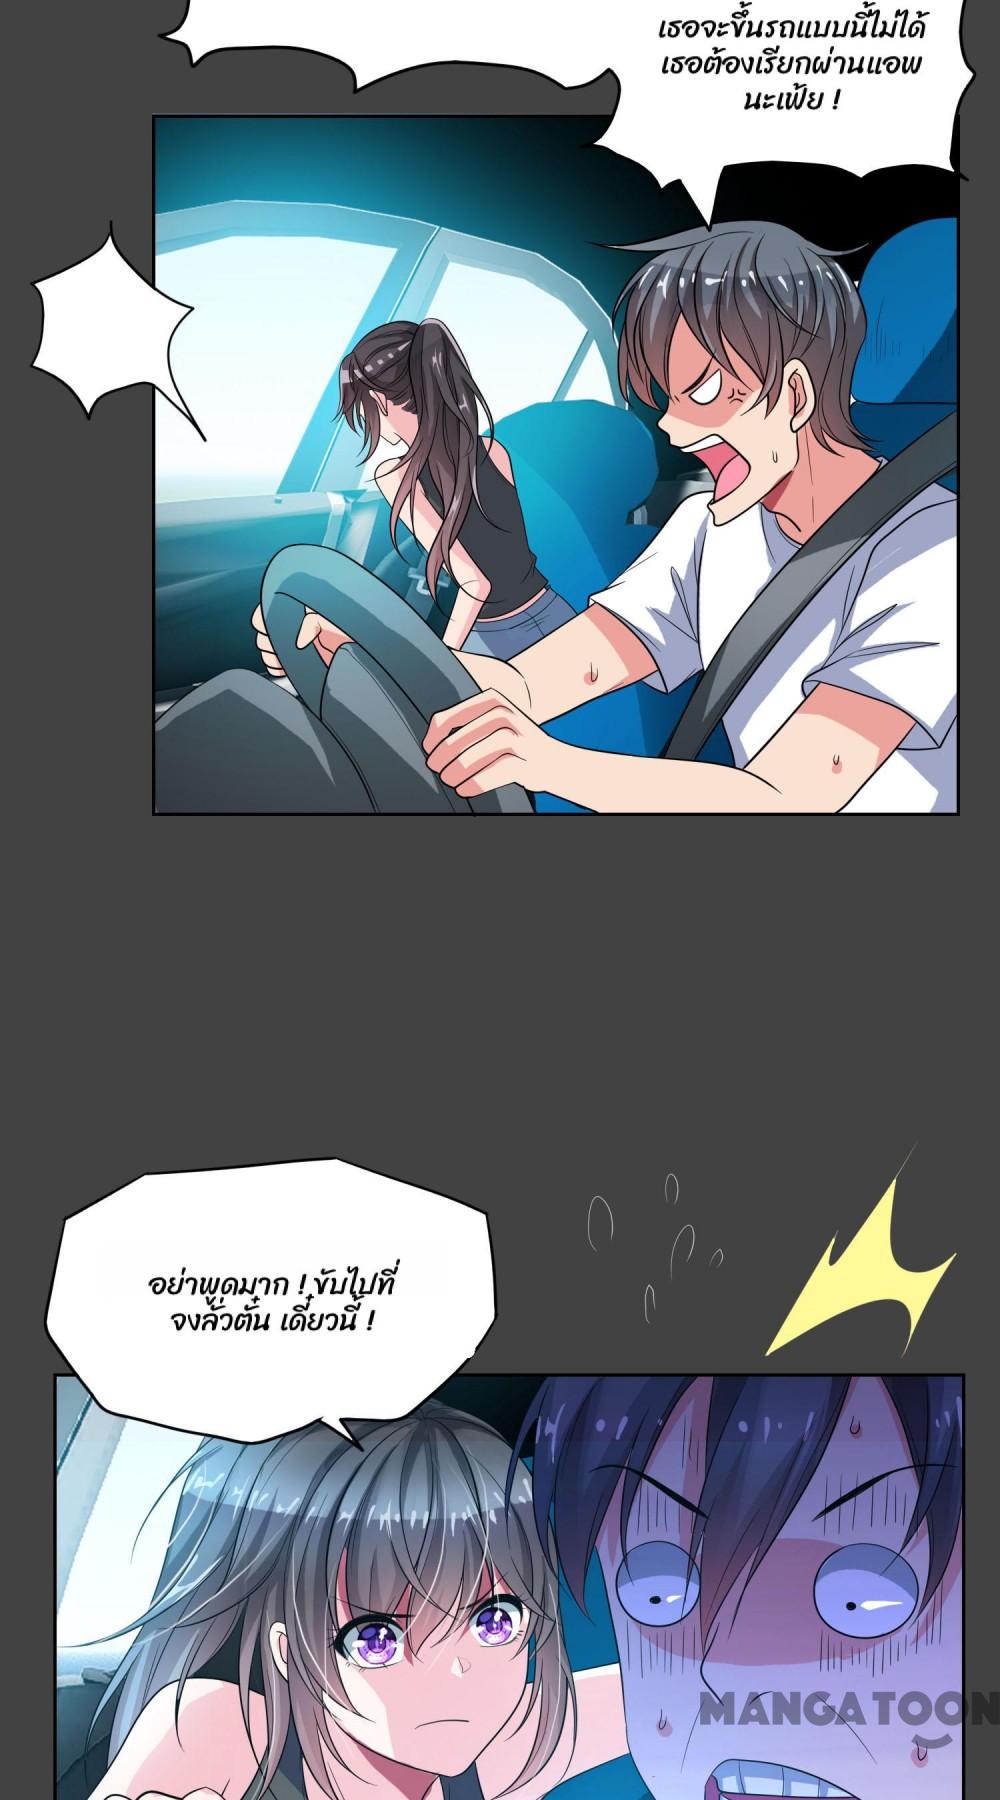 เธอจะขึ้นรถแบบนี้ไม่ได้
เธอต้องเรียกผ่านแอพ
นะเฟ้ย !
อย่าพูดมาก ! ขับไปที่
จงลั่วตั๋น เดี๋ยวนี้ !
MANGATOON